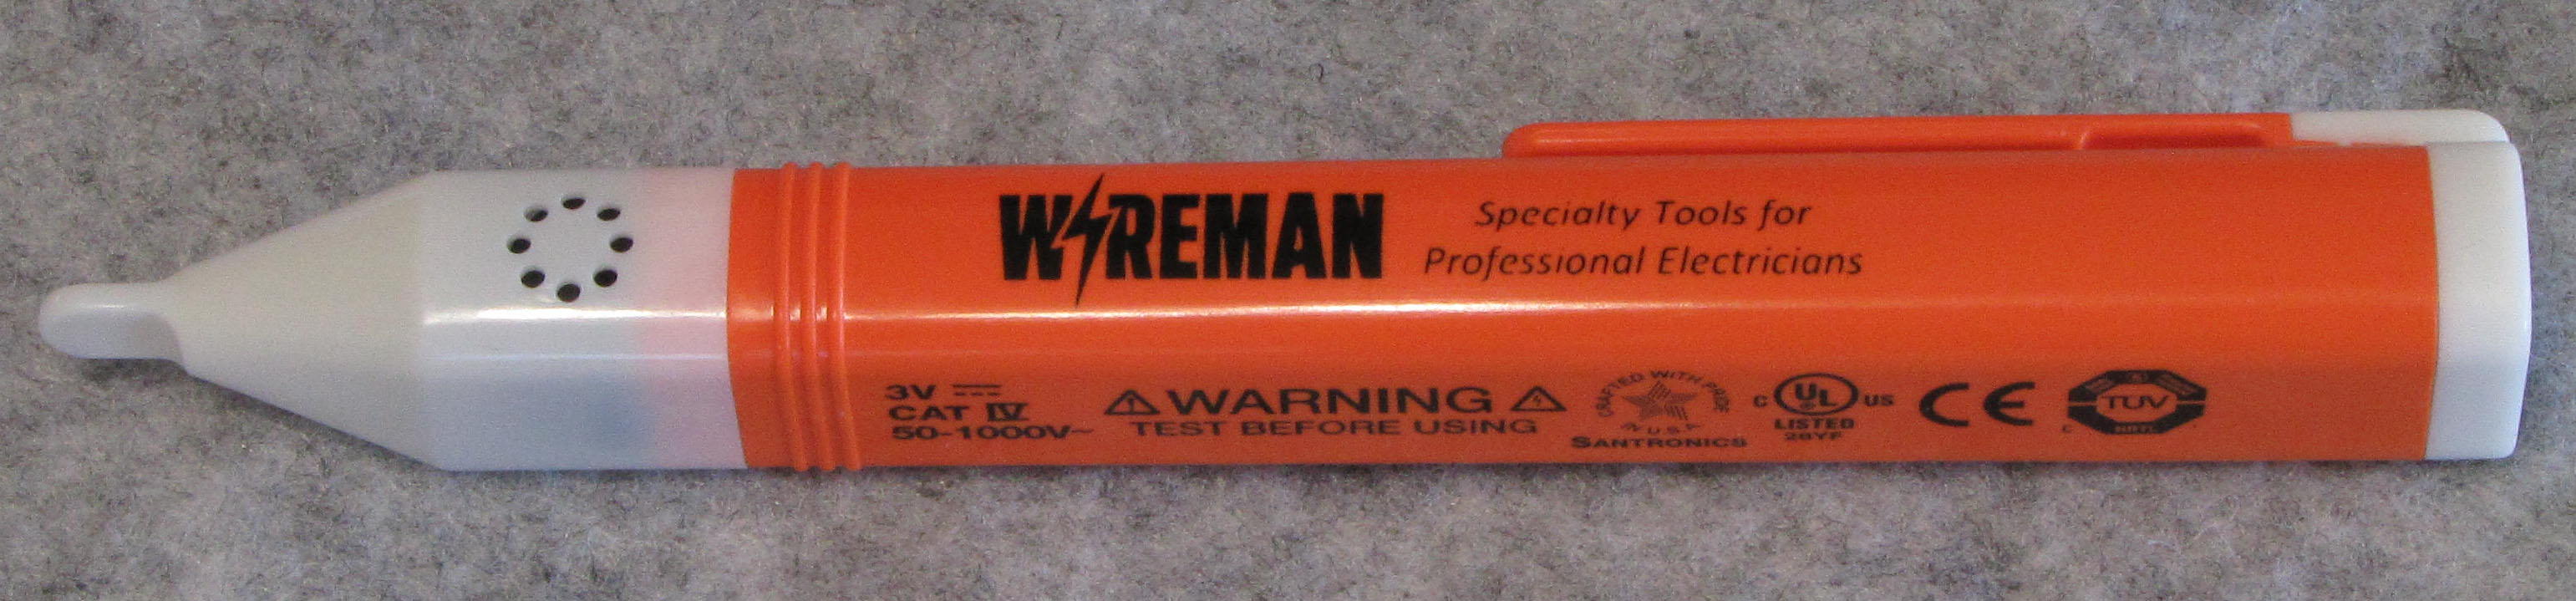 WIREMAN
Specialty Tools for
Professional Electricians
3V
CAT IV
50-1000V~
WARNING
TEST BEFORE USING
CRAFTED WITH PRIDE
IN U.S.A
SANTRONICS
C UL US
LISTED
28YF
CE
TUV
C